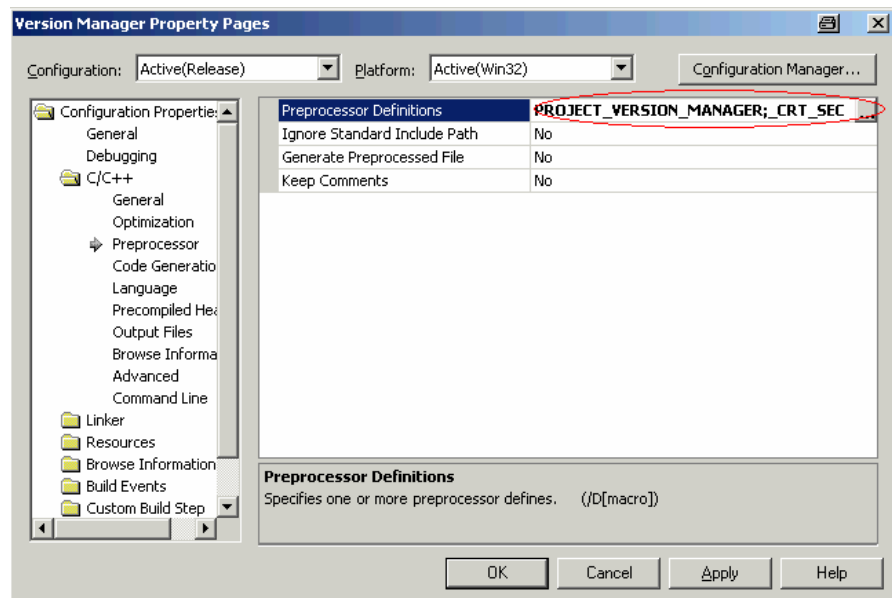 Version Manager Property Pages
Configuration: Active(Release) Platform: Active(Win32) Configuration Manager...
Configuration Propertie
General
Debugging
C/C++
General
Optimization
Preprocessor
Code Generatio
Language
Precompiled Hea
Output Files
Browse Informa
Advanced
Command Line
Linker
Resources
Browse Information
Build Events
Custom Build Step
Preprocessor Definitions PROJECT_VERSION_MANAGER;_CRT_SEC ...
Ignore Standard Include Path No
Generate Preprocessed File No
Keep Comments No
Preprocessor Definitions
Specifies one or more preprocessor defines. (/D[macro])
OK Cancel Apply Help